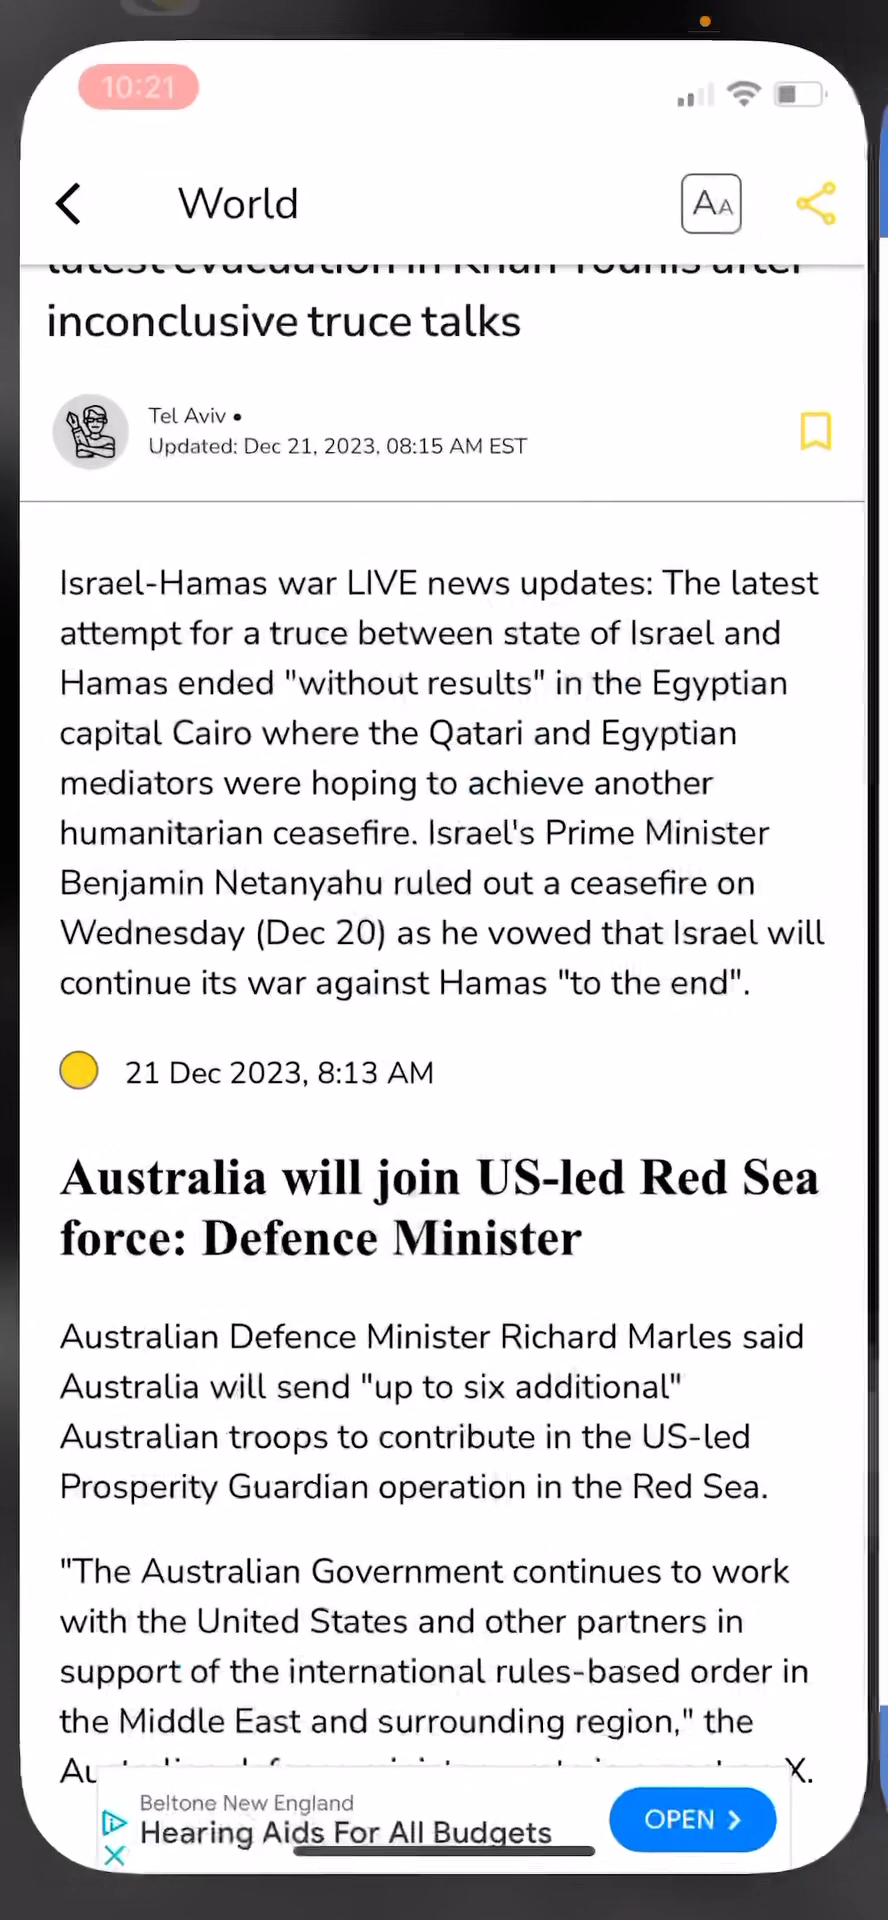 10:21
World
AA
latest evacuation in Khan Younis after
inconclusive truce talks
Tel Aviv •
Updated: Dec 21, 2023, 08:15 AM EST
Israel-Hamas war LIVE news updates: The latest
attempt for a truce between state of Israel and
Hamas ended "without results" in the Egyptian
capital Cairo where the Qatari and Egyptian
mediators were hoping to achieve another
humanitarian ceasefire. Israel's Prime Minister
Benjamin Netanyahu ruled out a ceasefire on
Wednesday (Dec 20) as he vowed that Israel will
continue its war against Hamas "to the end".
21 Dec 2023, 8:13 AM
Australia will join US-led Red Sea
force: Defence Minister
Australian Defence Minister Richard Marles said
Australia will send "up to six additional"
Australian troops to contribute in the US-led
Prosperity Guardian operation in the Red Sea.
"The Australian Government continues to work
with the United States and other partners in
support of the international rules-based order in
the Middle East and surrounding region," the
X.
Beltone New England
Hearing Aids For All Budgets
OPEN